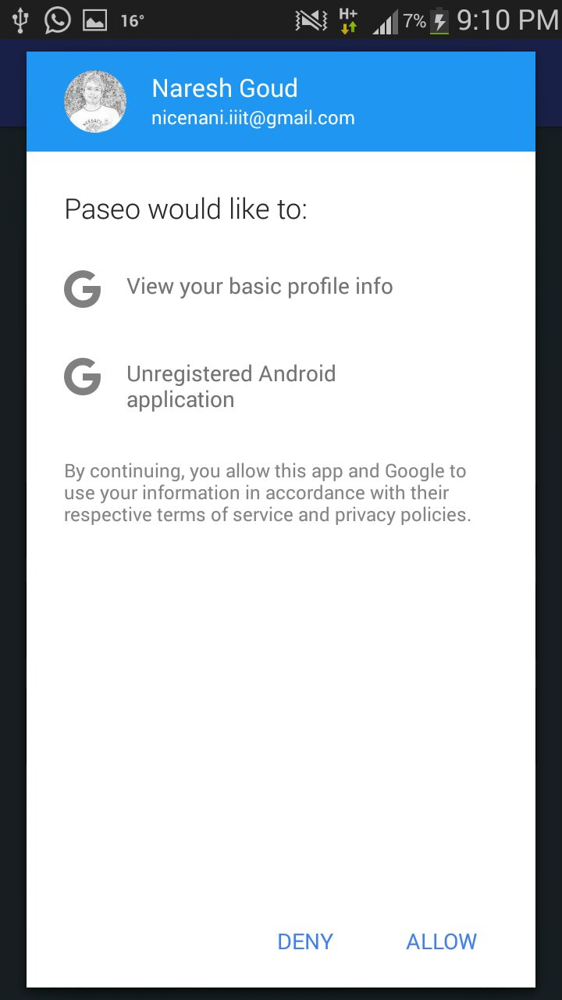 16° H+ 7% 9:10 PM
Naresh Goud
nicenani.iiit@gmail.com
Paseo would like to:
View your basic profile info
Unregistered Android
application
By continuing, you allow this app and Google to
use your information in accordance with their
respective terms of service and privacy policies.
DENY ALLOW